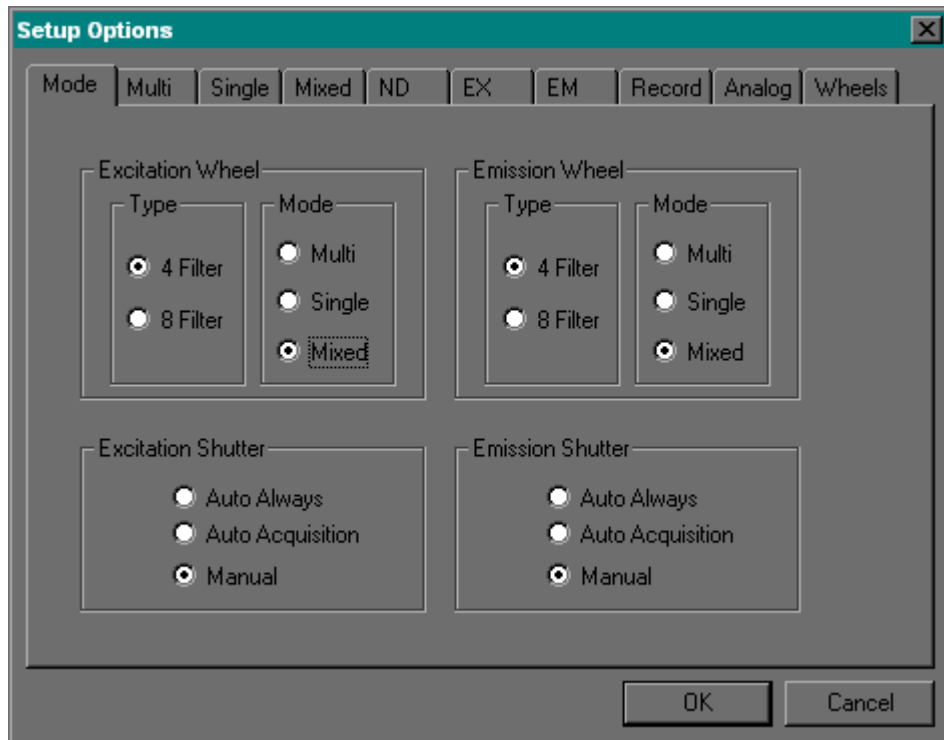 Setup Options
Mode Multi Single Mixed ND EX EM Record Analog Wheels
Excitation Wheel
Type
4 Filter
8 Filter
Mode
Multi
Single
Mixed
Emission Wheel
Type
4 Filter
8 Filter
Mode
Multi
Single
Mixed
Excitation Shutter
Auto Always
Auto Acquisition
Manual
Emission Shutter
Auto Always
Auto Acquisition
Manual
OK Cancel